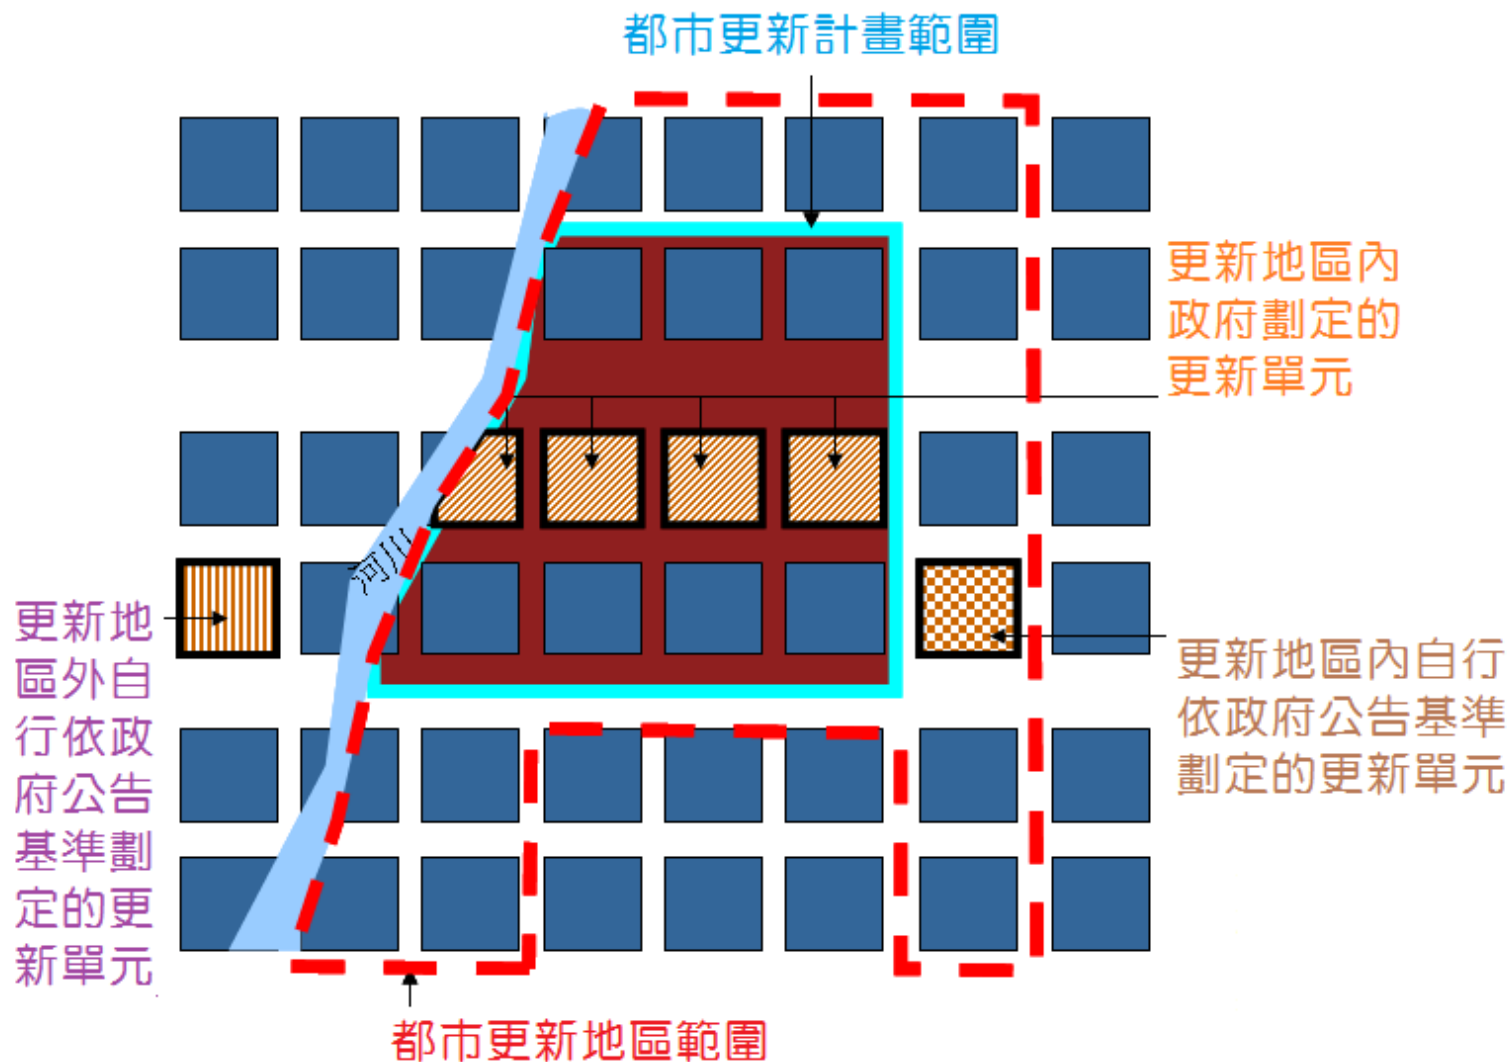 都市更新計畫範圍
更新地區內
政府劃定的
更新單元
河川
更新地
區外自
行依政
府公告
基準劃
定的更
新單元
更新地區內自行
依政府公告基準
劃定的更新單元
都市更新地區範圍